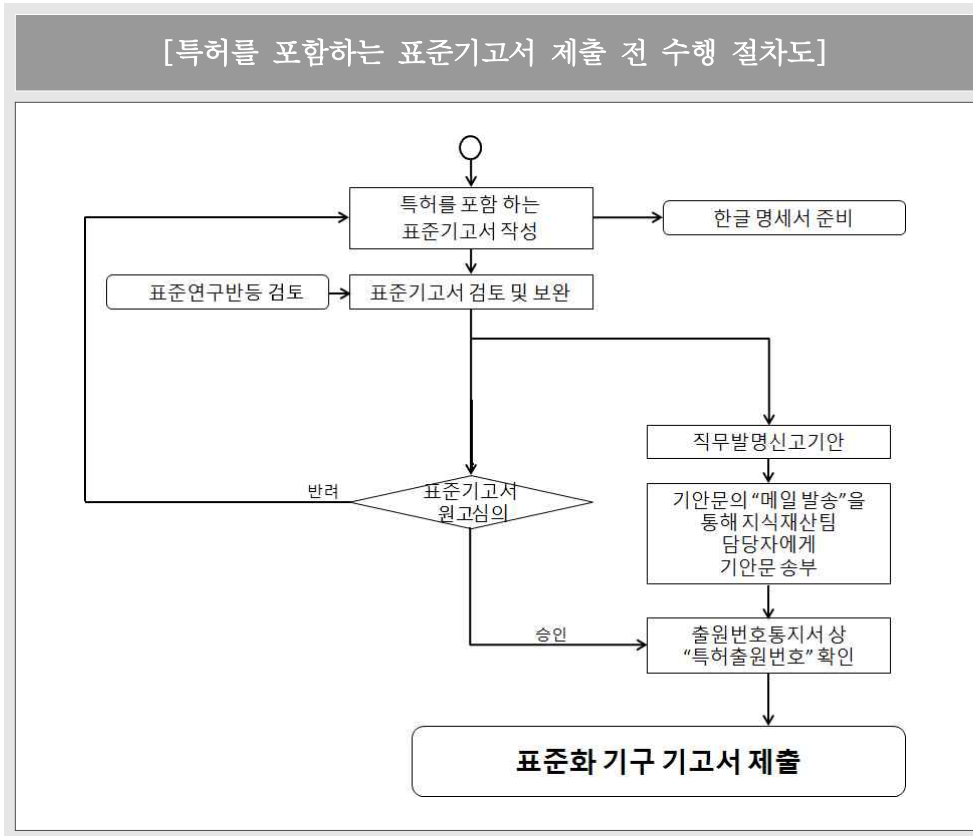 [특허를 포함하는 표준기고서 제출 전 수행 절차도]
특허를 포함 하는
표준기고서 작성
한글 명세서 준비
표준연구반등 검토
표준기고서 검토 및 보완
직무발명신고기안
반려
표준기고서
원고심의
기안문의 “메일 발송”을
통해 지식재산팀
담당자에게
기안문 송부
승인
출원번호통지서 상
“특허출원번호” 확인
표준화 기구 기고서 제출